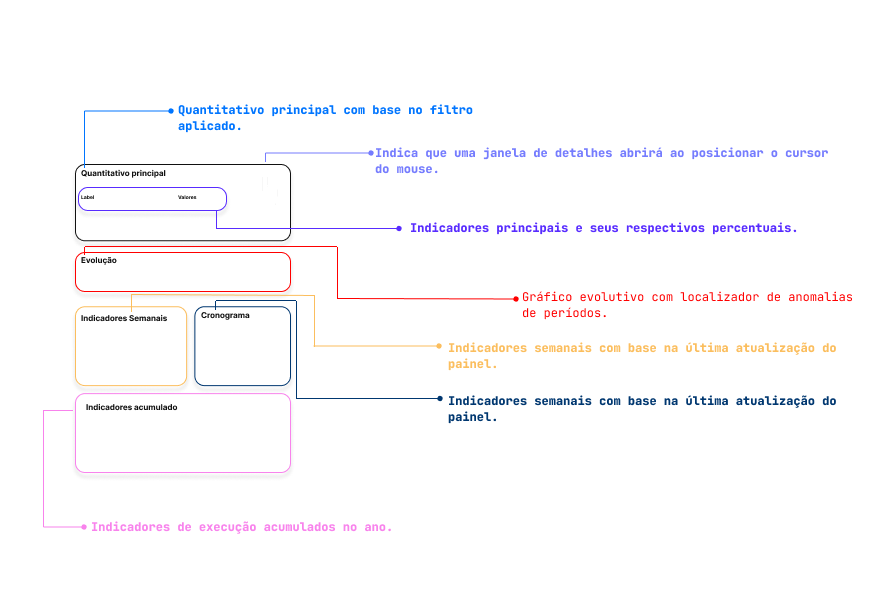 Quantitativo principal com base no filtro
aplicado.
Indica que uma janela de detalhes abrirá ao posicionar o cursor
do mouse.
Quantitativo principal
Label Valores
Indicadores principais e seus respectivos percentuais.
Evolução
Gráfico evolutivo com localizador de anomalias
de períodos.
Indicadores Semanais
Cronograma
Indicadores semanais com base na última atualização do
painel.
Indicadores semanais com base na última atualização do
painel.
Indicadores acumulado
Indicadores de execução acumulados no ano.